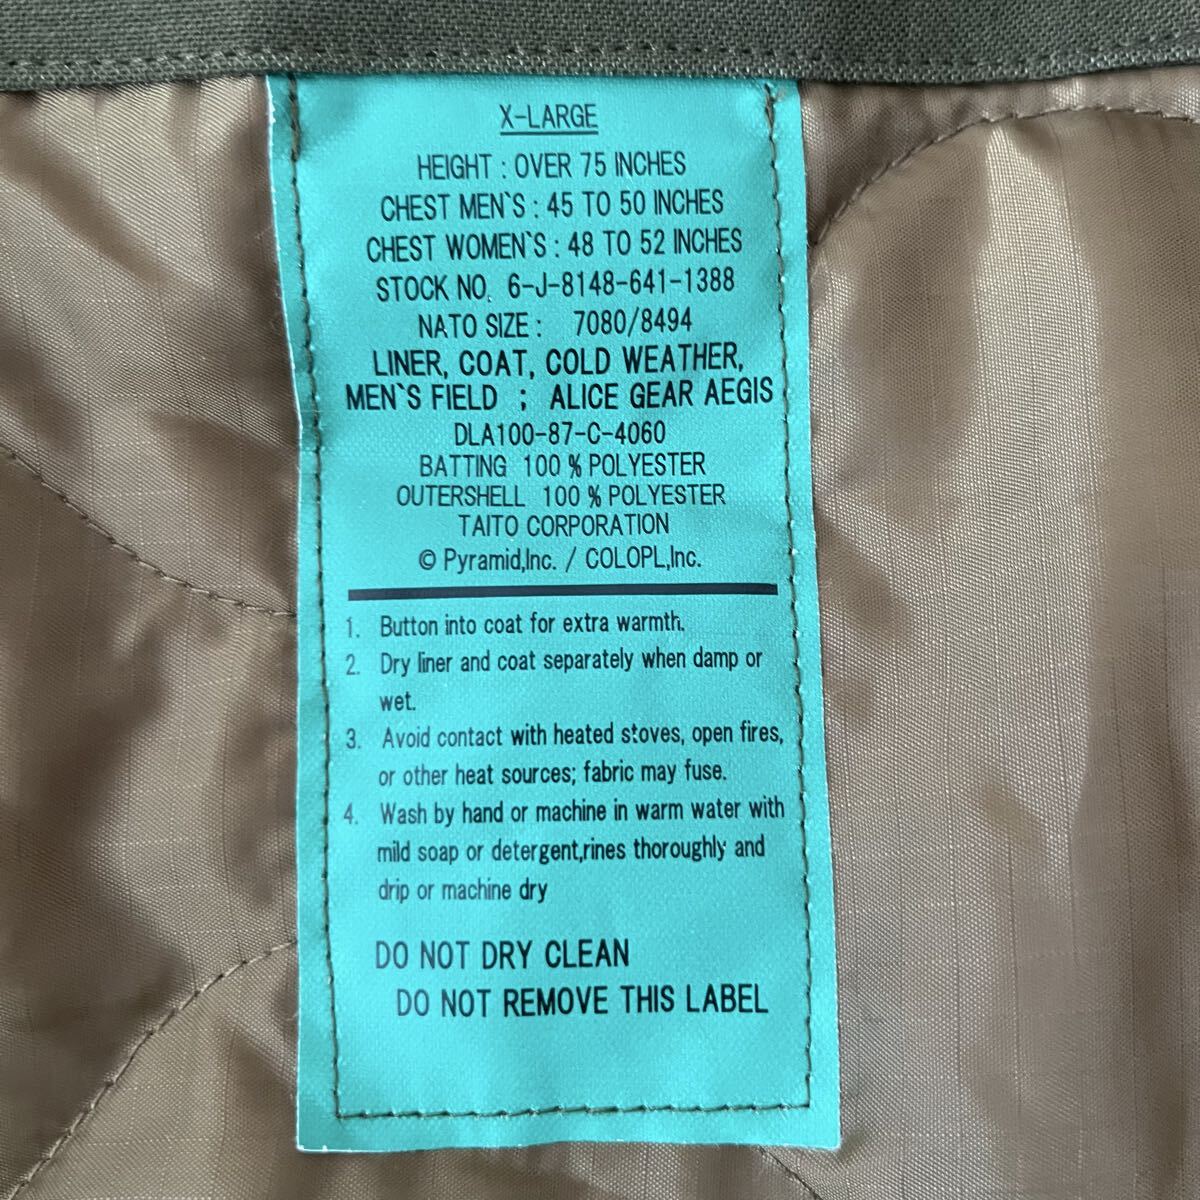 X-LARGE
HEIGHT : OVER 75 INCHES
CHEST MEN`S : 45 TO 50 INCHES
CHEST WOMEN`S : 48 TO 52 INCHES
STOCK NO. 6-J-8148-641-1388
NATO SIZE : 7080/8494
LINER, COAT, COLD WEATHER,
MEN`S FIELD ; ALICE GEAR AEGIS
DLA100-87-C-4060
BATTING 100 % POLYESTER
OUTERSHELL 100 % POLYESTER
TAITO CORPORATION
© Pyramid,Inc. / COLOPL,Inc.
1. Button into coat for extra warmth.
2. Dry liner and coat separately when damp or
wet.
3. Avoid contact with heated stoves, open fires,
or other heat sources; fabric may fuse.
4. Wash by hand or machine in warm water with
mild soap or detergent,rines thoroughly and
drip or machine dry
DO NOT DRY CLEAN
DO NOT REMOVE THIS LABEL